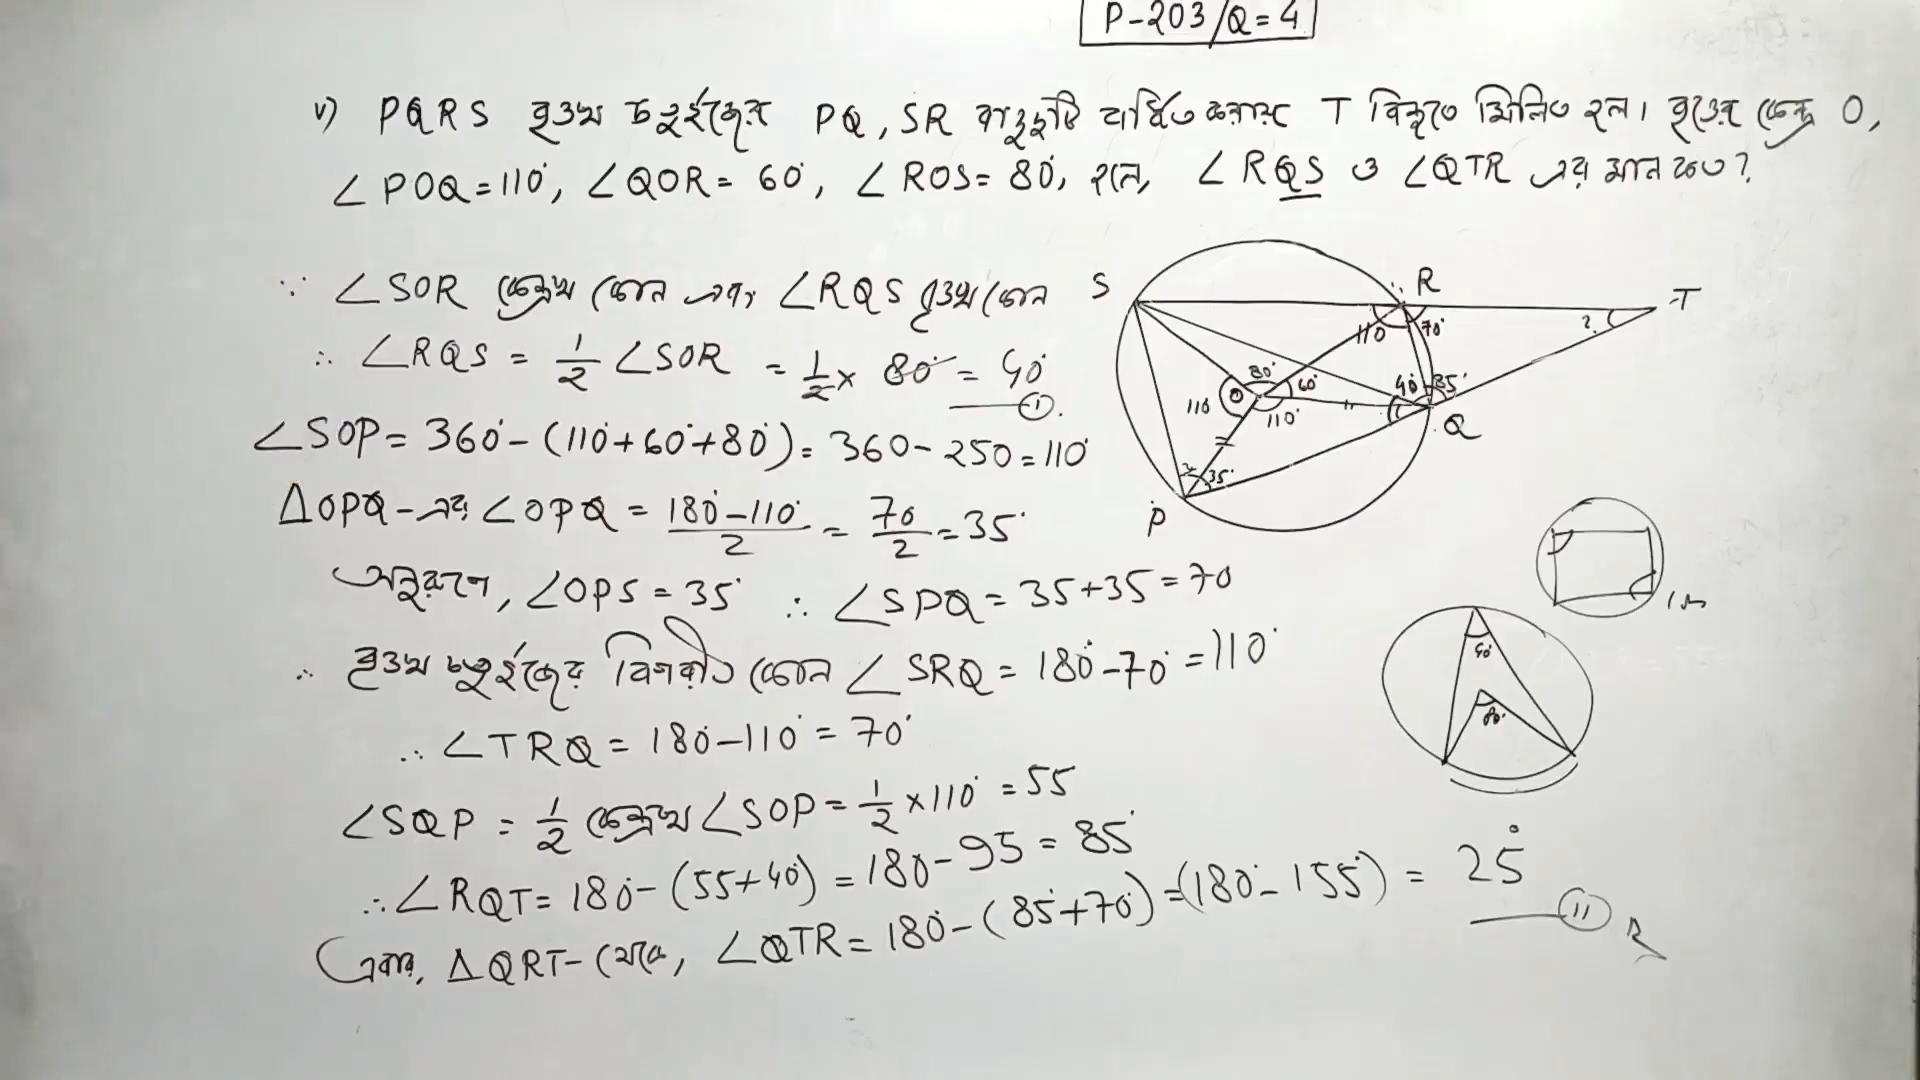 P-203/Q=4
v) PQRS বৃত্তস্থ চতুর্ভুজের PQ, SR বাহুদুটি বর্ধিত করায় T বিন্দুতে মিলিত হল। বৃত্তের কেন্দ্র O,
∠POQ=110°, ∠QOR= 60°, ∠ROS= 80°, হলে, ∠RQS ও ∠QTR এর মান কত?
∵ ∠SOR কেন্দ্রস্থ কোন এবং ∠RQS বৃত্তস্থ কোন
∴ ∠RQS = 1/2 ∠SOR = 1/2 × 80° = 40° (i).
∠SOP= 360°-(110°+60°+80°)= 360-250=110°
ΔOPQ-এর ∠OPQ = 180°-110°/2 = 70/2 = 35°
অনুরূপে, ∠OPS = 35° ∴ ∠SPQ = 35+35=70
∴ বৃত্তস্থ চতুর্ভুজের বিপরীত কোন ∠SRQ = 180°-70°=110°
∴ ∠TRQ = 180-110° = 70°
∠SQP = 1/2 কেন্দ্রস্থ ∠SOP = 1/2 ×110° = 55
∴ ∠RQT= 180°-(55+40°) = 180-95 = 85°
এবার, ΔQRT- থেকে, ∠QTR = 180°-(85°+70°) =(180°-155°) = 25° (ii)
S R T
110 70° ?
80° 60° 40° 85°
110 O 110° Q
35°
P
40°
80°